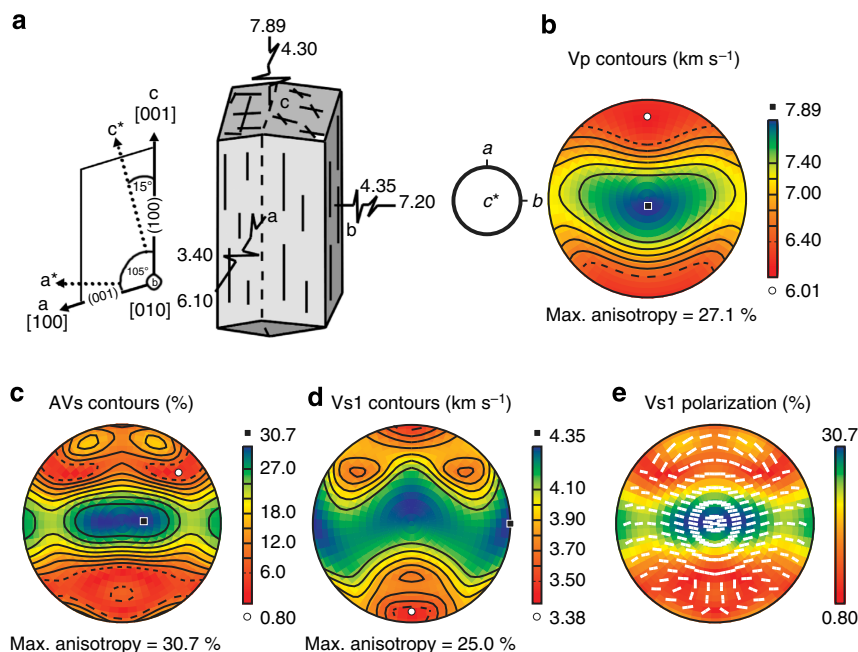 a
7.89
4.30
c
[001]
c*
15°
(100)
105°
a*
(001)
b
a
[100]
[010]
c
a
3.40
6.10
4.35
7.20
b
b
Vp contours (km s⁻¹)
a
c*
b
7.89
7.40
7.00
6.40
6.01
Max. anisotropy = 27.1 %
c
AVs contours (%)
30.7
27.0
18.0
12.0
6.0
0.80
Max. anisotropy = 30.7 %
d
Vs1 contours (km s⁻¹)
4.35
4.10
3.90
3.70
3.50
3.38
Max. anisotropy = 25.0 %
e
Vs1 polarization (%)
30.7
0.80